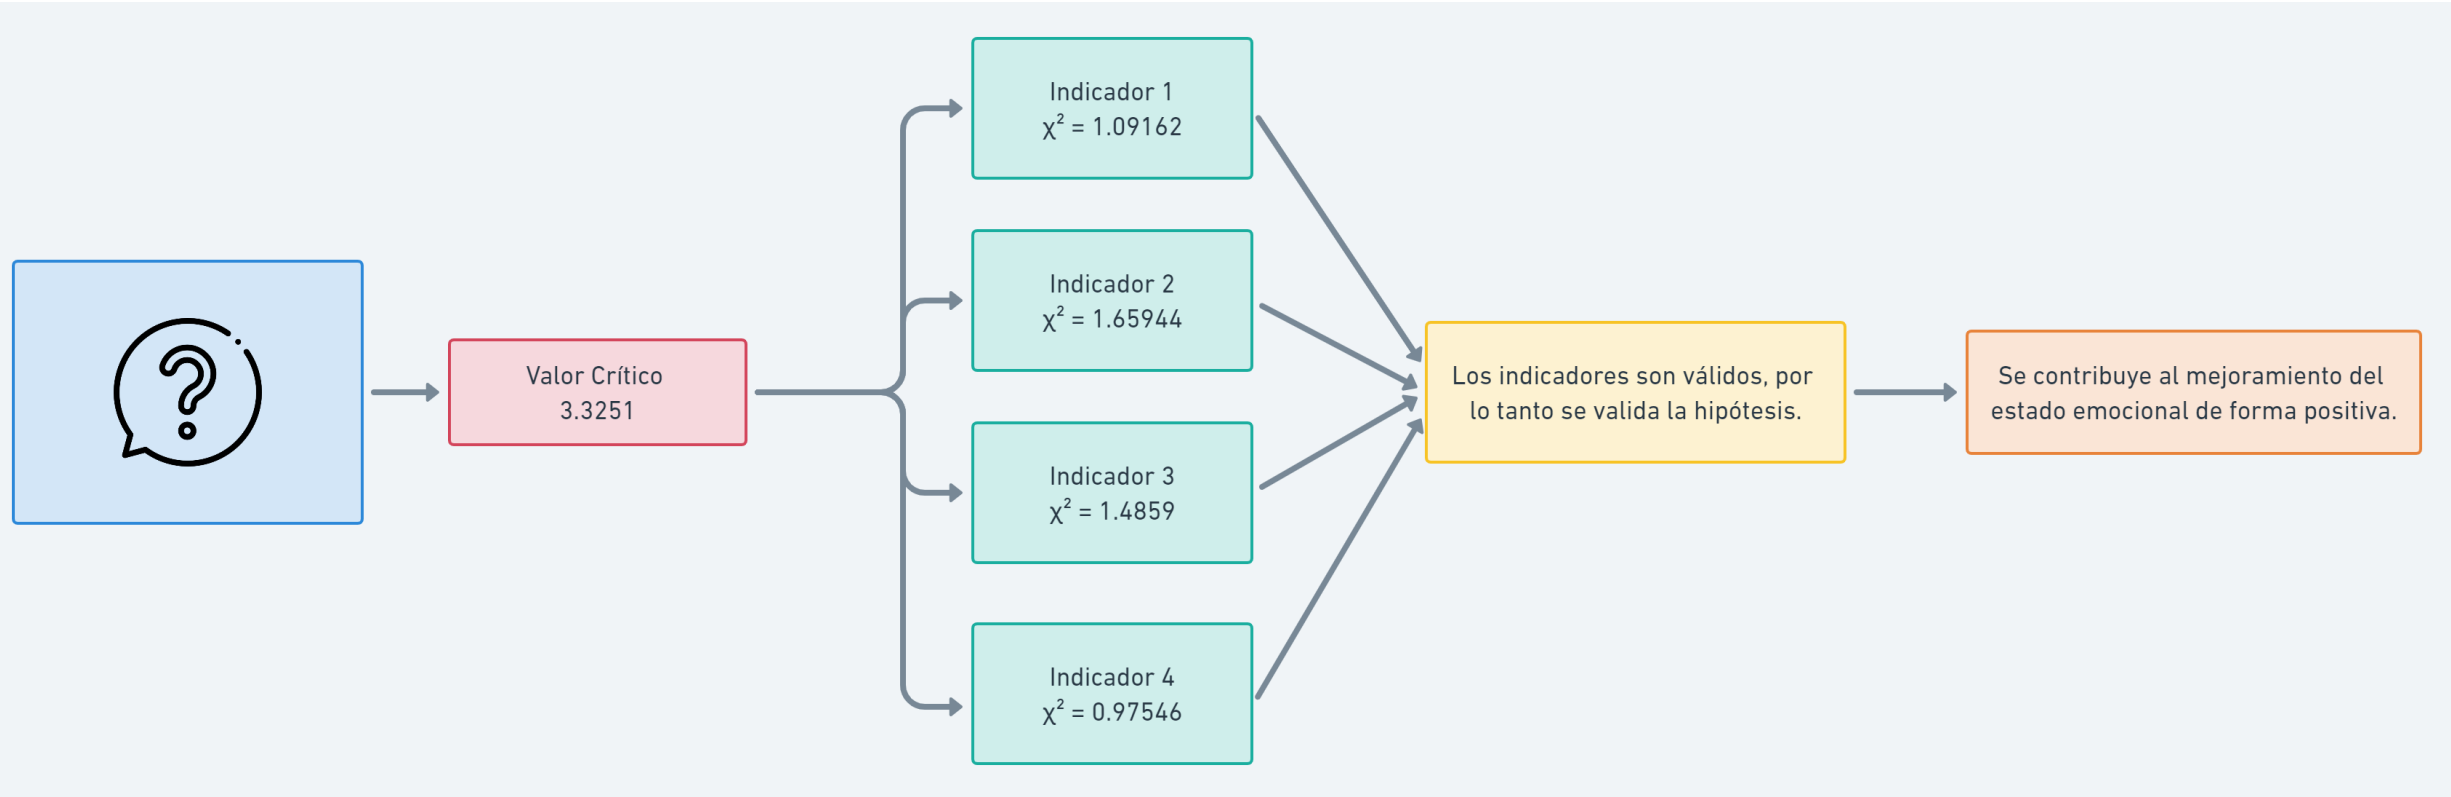 Valor Crítico
3.3251
Indicador 1
χ² = 1.09162
Indicador 2
χ² = 1.65944
Indicador 3
χ² = 1.4859
Indicador 4
χ² = 0.97546
Los indicadores son válidos, por
lo tanto se valida la hipótesis.
Se contribuye al mejoramiento del
estado emocional de forma positiva.